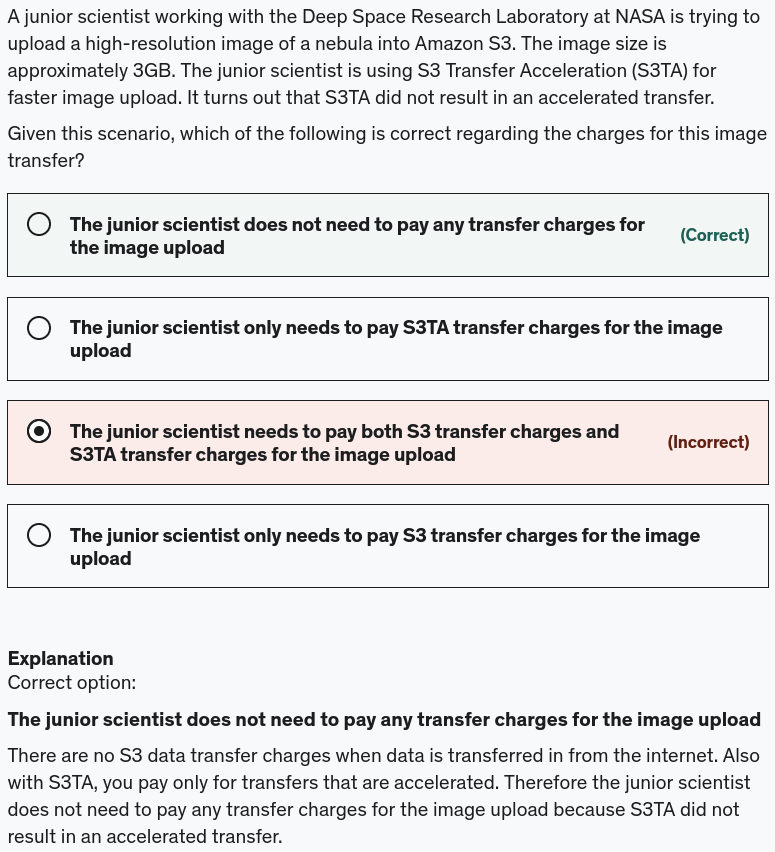 A junior scientist working with the Deep Space Research Laboratory at NASA is trying to
upload a high-resolution image of a nebula into Amazon S3. The image size is
approximately 3GB. The junior scientist is using S3 Transfer Acceleration (S3TA) for
faster image upload. It turns out that S3TA did not result in an accelerated transfer.
Given this scenario, which of the following is correct regarding the charges for this image
transfer?
The junior scientist does not need to pay any transfer charges for
the image upload
(Correct)
The junior scientist only needs to pay S3TA transfer charges for the image
upload
The junior scientist needs to pay both S3 transfer charges and
S3TA transfer charges for the image upload
(Incorrect)
The junior scientist only needs to pay S3 transfer charges for the image
upload
Explanation
Correct option:
The junior scientist does not need to pay any transfer charges for the image upload
There are no S3 data transfer charges when data is transferred in from the internet. Also
with S3TA, you pay only for transfers that are accelerated. Therefore the junior scientist
does not need to pay any transfer charges for the image upload because S3TA did not
result in an accelerated transfer.